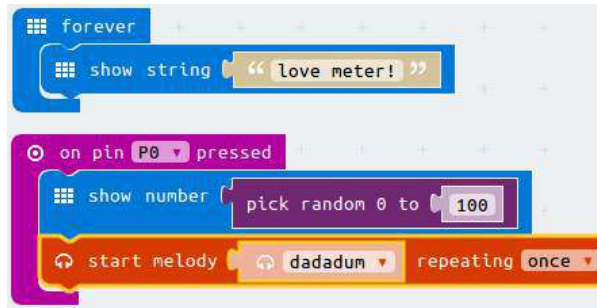 forever
show string “ love meter! ”
on pin P0 pressed
show number pick random 0 to 100
start melody dadadum repeating once